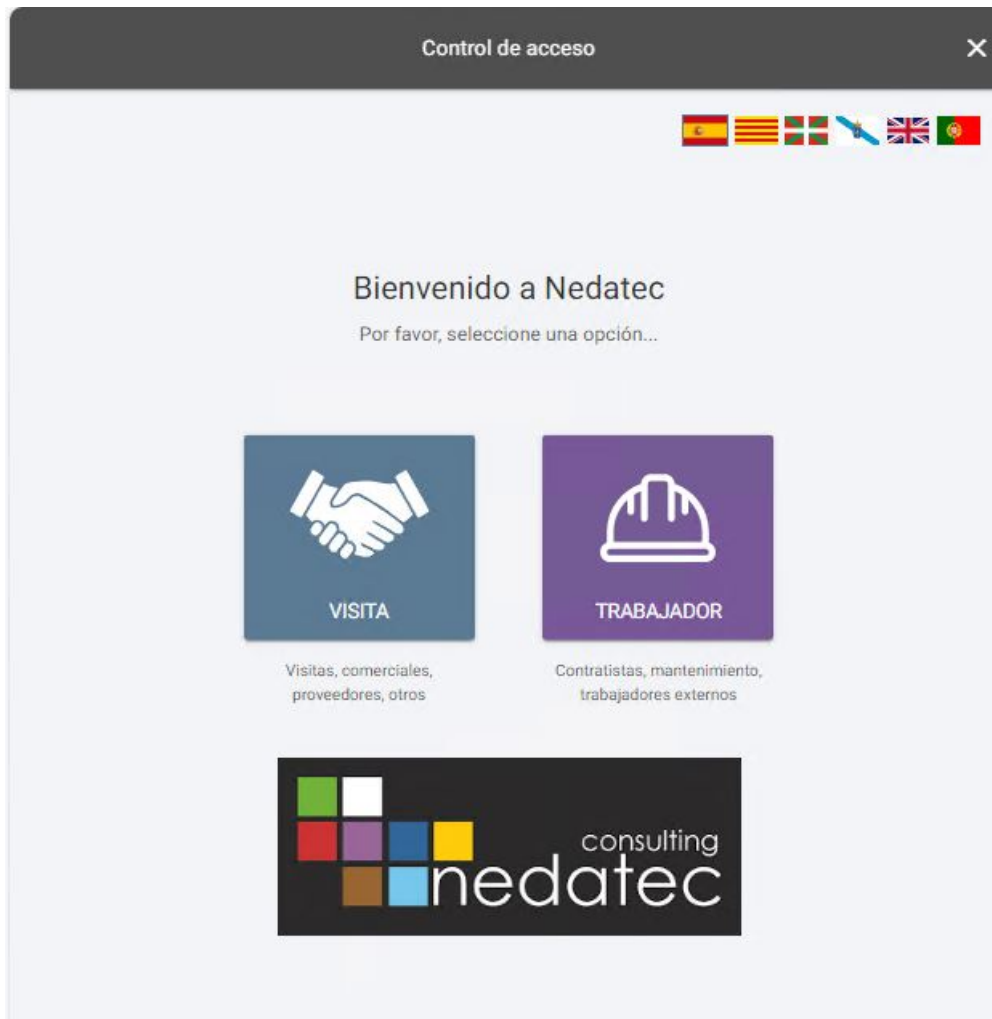 Control de acceso
Bienvenido a Nedatec
Por favor, seleccione una opción...
VISITA
Visitas, comerciales,
proveedores, otros
TRABAJADOR
Contratistas, mantenimiento,
trabajadores externos
consulting
nedatec